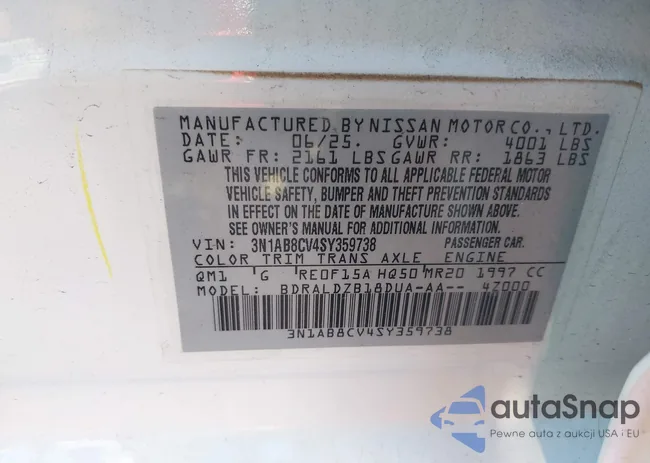 MANUFACTURED BY NISSAN MOTOR CO., LTD.
DATE: 06/25. GVWR: 4001 LBS
GAWR FR: 2161 LBS GAWR RR: 1863 LBS
THIS VEHICLE CONFORMS TO ALL APPLICABLE FEDERAL MOTOR
VEHICLE SAFETY, BUMPER AND THEFT PREVENTION STANDARDS
IN EFFECT ON THE DATE OF MANUFACTURE SHOWN ABOVE.
SEE OWNER'S MANUAL FOR ADDITIONAL INFORMATION.
VIN: 3N1AB8CV4SY359738 PASSENGER CAR.
COLOR TRIM TRANS AXLE ENGINE
QM1 G RE0F15A HQ50 MR20 1997 CC
MODEL: BDRALDZB18DUA-AA-- 4Z000
3N1AB8CV4SY359738
autaSnap
Pewne auta z aukcji USA i EU